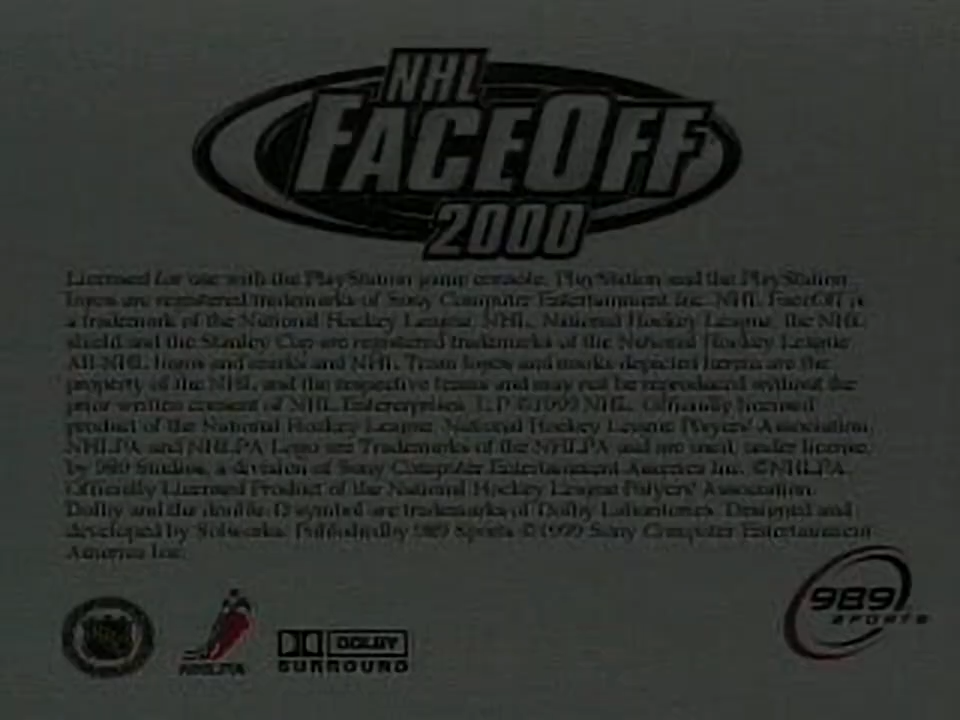 NHL
FACEOFF
2000
Licensed for use with the PlayStation game console. PlayStation and the PlayStation
logos are registered trademarks of Sony Computer Entertainment Inc. NHL FaceOff is
a trademark of the National Hockey League. NHL, National Hockey League, the NHL
shield and the Stanley Cup are registered trademarks of the National Hockey League
All NHL logos and marks and NHL Team logos and marks depicted herein are the
property of the NHL and the respective teams and may not be reproduced without the
prior written consent of NHL Enterprises, L.P. ©1999 NHL. Officially licensed
product of the National Hockey League. National Hockey League Players' Association,
NHLPA and NHLPA Logo are Trademarks of the NHLPA and are used, under license,
by 989 Studios, a division of Sony Computer Entertainment America Inc. ©NHLPA.
Officially Licensed Product of the National Hockey League Palyers' Association.
Dolby and the double-D symbol are trademarks of Dolby Laboratories. Designed and
developed by Solworks. Published by 989 Sports ©1999 Sony Computer Entertainment
America Inc.
NHLPA
DOLBY
SURROUND
989
SPORTS